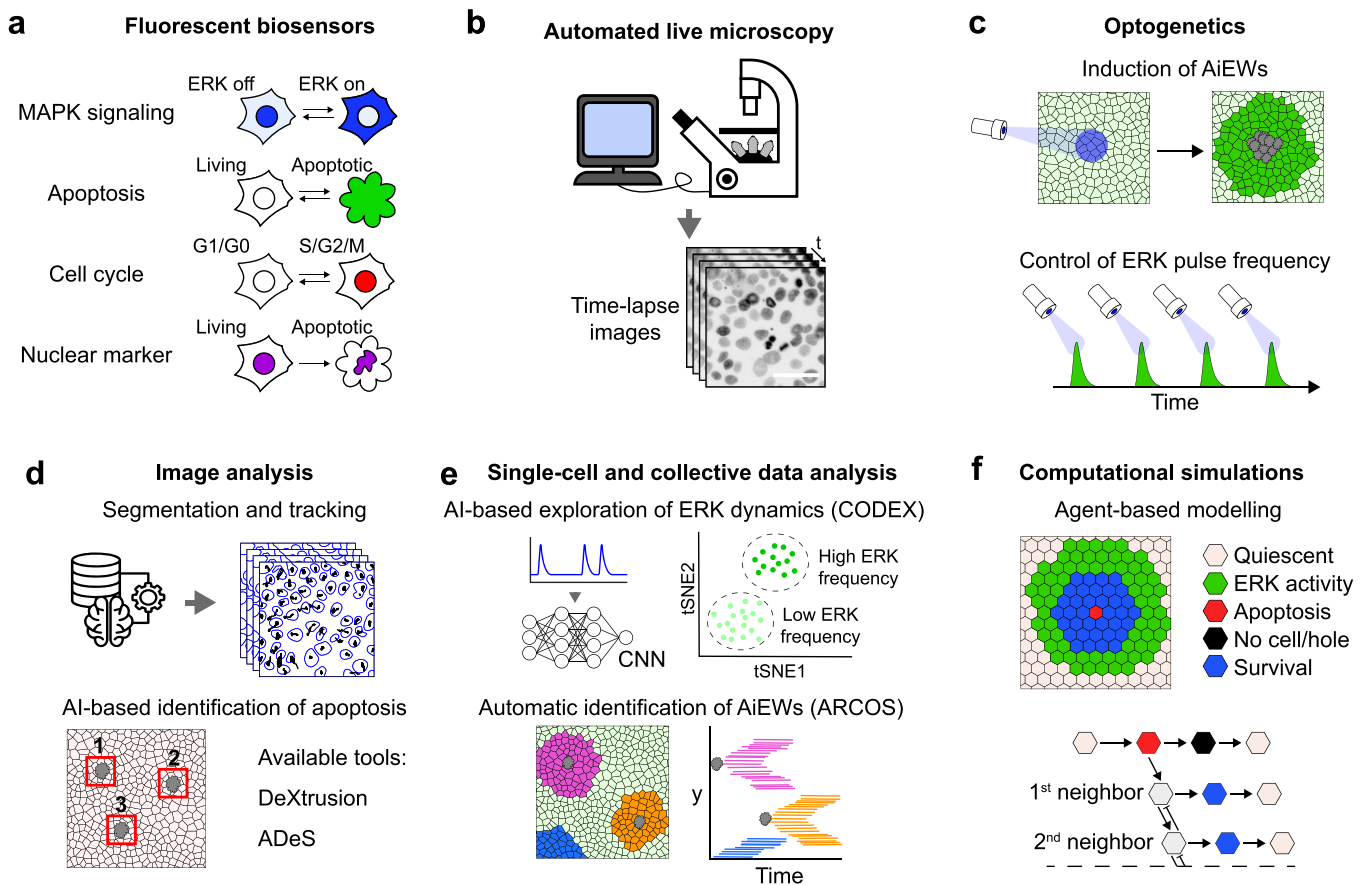 a
Fluorescent biosensors
ERK off
ERK on
MAPK signaling
Living
Apoptotic
Apoptosis
G1/G0
S/G2/M
Cell cycle
Living
Apoptotic
Nuclear marker
b
Automated live microscopy
t
Time-lapse
images
c
Optogenetics
Induction of AiEWs
Control of ERK pulse frequency
Time
d
Image analysis
Segmentation and tracking
AI-based identification of apoptosis
1
2
3
Available tools:
DeXtrusion
ADeS
e
Single-cell and collective data analysis
AI-based exploration of ERK dynamics (CODEX)
CNN
tSNE2
tSNE1
High ERK
frequency
Low ERK
frequency
Automatic identification of AiEWs (ARCOS)
y
Time
f
Computational simulations
Agent-based modelling
Quiescent
ERK activity
Apoptosis
No cell/hole
Survival
1st neighbor
2nd neighbor